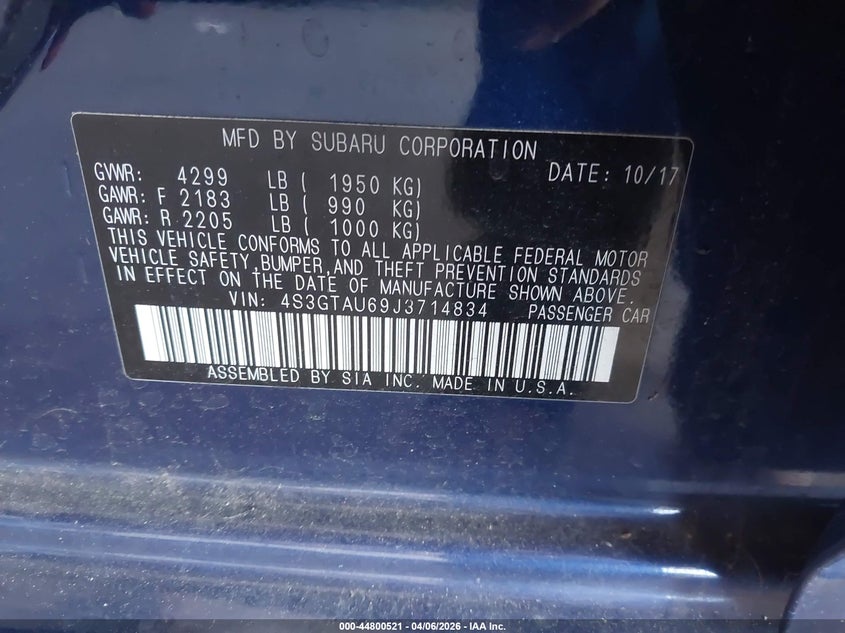 MFD BY SUBARU CORPORATION
GVWR: 4299 LB ( 1950 KG) DATE: 10/17
GAWR: F 2183 LB ( 990 KG)
GAWR: R 2205 LB ( 1000 KG)
THIS VEHICLE CONFORMS TO ALL APPLICABLE FEDERAL MOTOR
VEHICLE SAFETY, BUMPER, AND THEFT PREVENTION STANDARDS
IN EFFECT ON THE DATE OF MANUFACTURE SHOWN ABOVE.
VIN: 4S3GTAU69J3714834 PASSENGER CAR
ASSEMBLED BY SIA INC. MADE IN U.S.A.
000-44800521 - 04/06/2026 - IAA Inc.